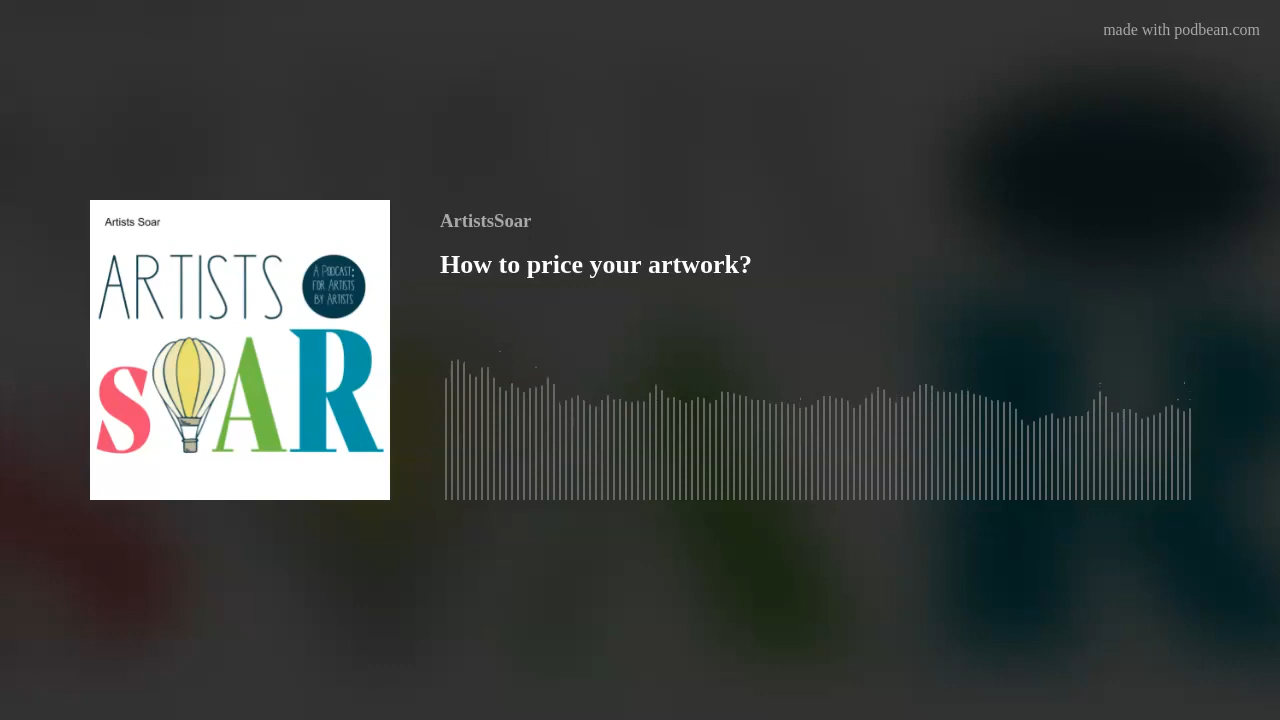 made with podbean.com
Artists Soar
ARTISTS
A PODCAST:
FOR ARTISTS
BY ARTISTS
SOAR
ArtistsSoar
How to price your artwork?